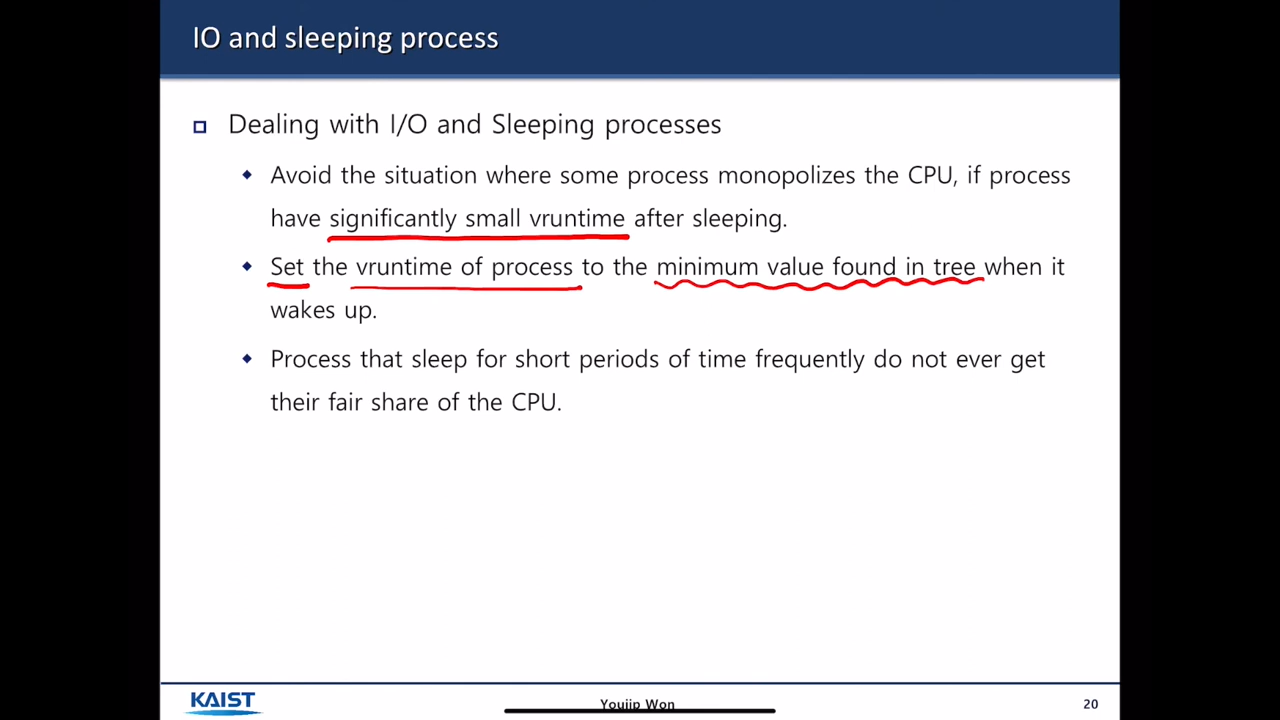 IO and sleeping process
Dealing with I/O and Sleeping processes
Avoid the situation where some process monopolizes the CPU, if process
have significantly small vruntime after sleeping.
Set the vruntime of process to the minimum value found in tree when it
wakes up.
Process that sleep for short periods of time frequently do not ever get
their fair share of the CPU.
KAIST
Youjip Won
20